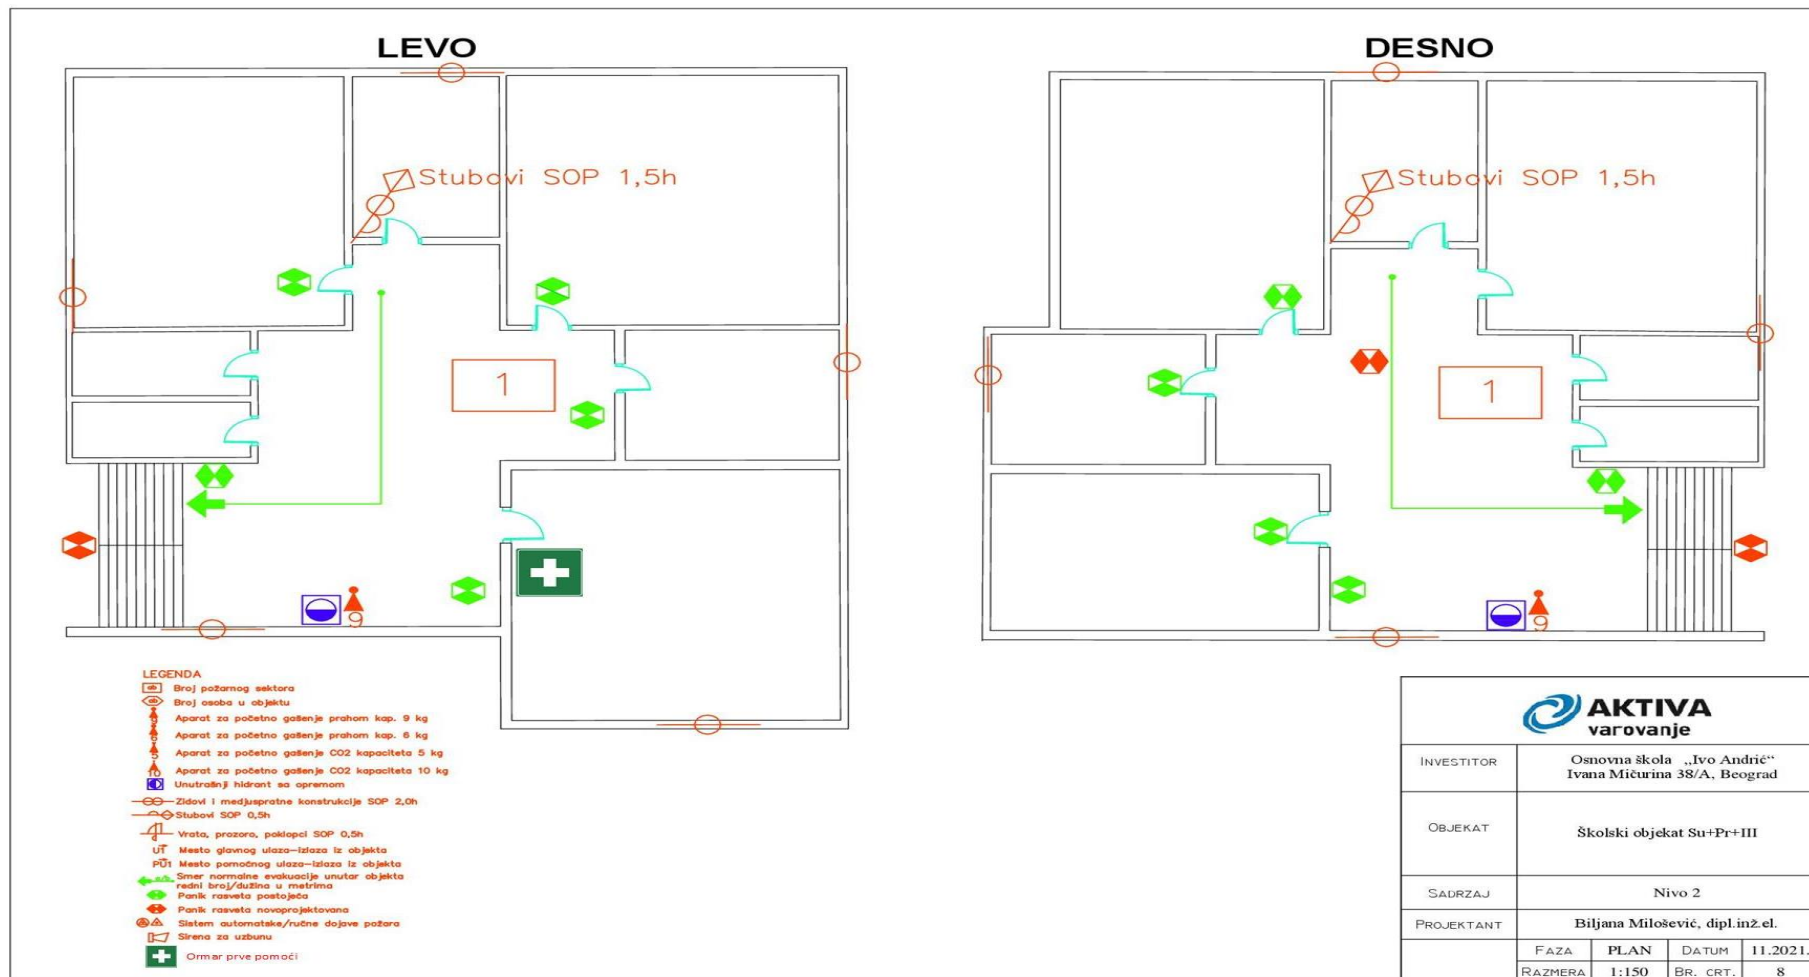 LEVO
DESNO
Stubovi SOP 1,5h
Stubovi SOP 1,5h
1
1
9
9
LEGENDA
Broj požarnog sektora
Broj osoba u objektu
Aparat za početno gašenje prahom kap. 9 kg
Aparat za početno gašenje prahom kap. 6 kg
Aparat za početno gašenje CO2 kapaciteta 5 kg
10 Aparat za početno gašenje CO2 kapaciteta 10 kg
Unutrašnji hidrant sa opremom
Zidovi i medjuspratne konstrukcije SOP 2,0h
Stubovi SOP 0,5h
Vrata, prozoro, poklopci SOP 0,5h
U1 Mesto glavnog ulaza-izlaza iz objekta
PU1 Mesto pomoćnog ulaza-izlaza iz objekta
Smer normalne evakuacije unutar objekta
redni broj/dužina u metrima
Panik rasveta postojeća
Panik rasveta novoprojektovana
Sistem automatske/ručne dojave požara
Sirena za uzbunu
Ormar prve pomoći
AKTIVA
varovanje
INVESTITOR
Osnovna škola „Ivo Andrić“
Ivana Mičurina 38/A, Beograd
OBJEKAT
Školski objekat Su+Pr+III
SADRZAJ
Nivo 2
PROJEKTANT
Biljana Milošević, dipl.inž.el.
FAZA PLAN DATUM 11.2021.
RAZMERA 1:150 BR. CRT. 8